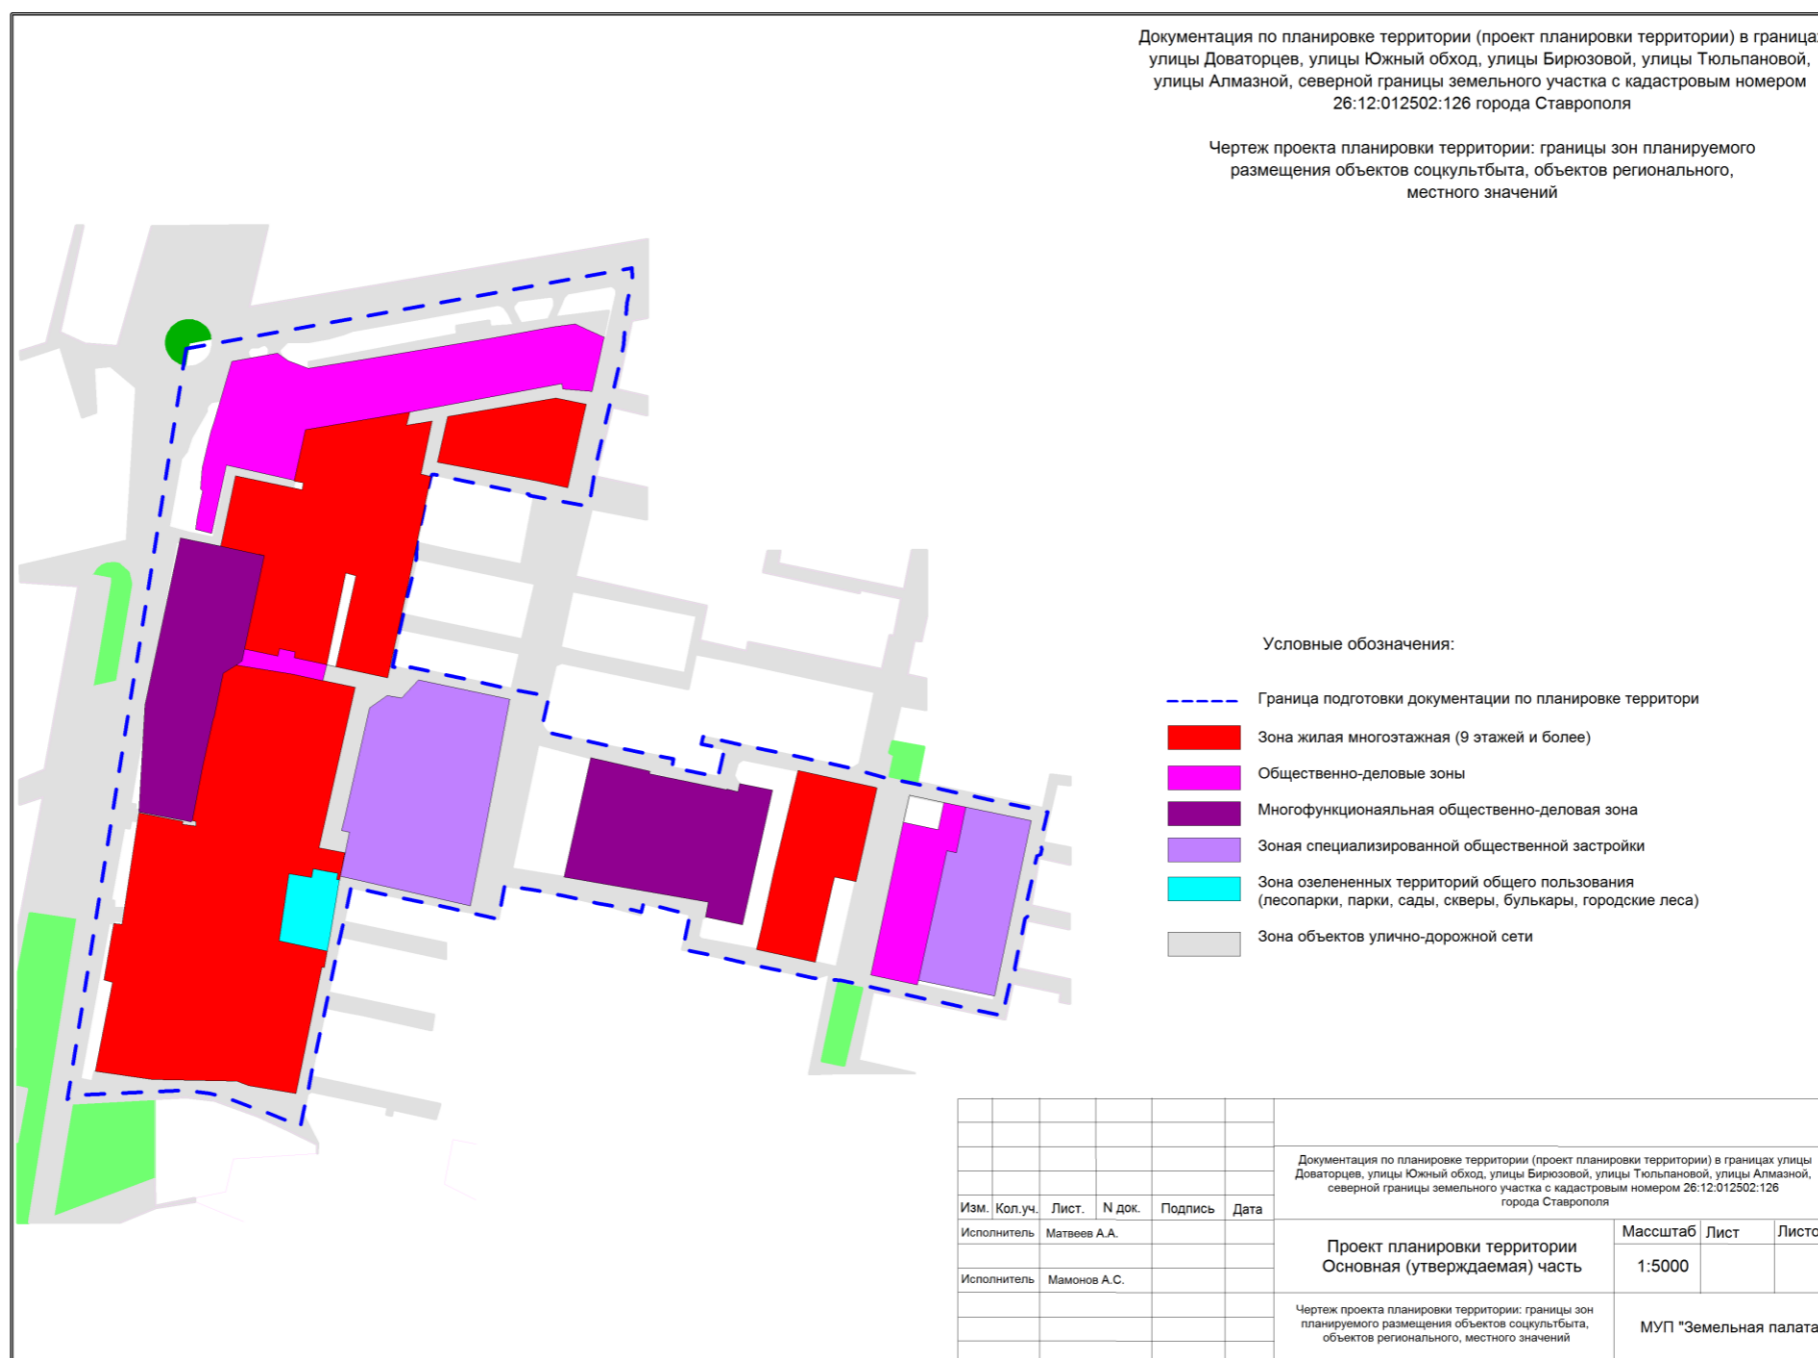 Документация по планировке территории (проект планировки территории) в граница
улицы Доваторцев, улицы Южный обход, улицы Бирюзовой, улицы Тюльпановой,
улицы Алмазной, северной границы земельного участка с кадастровым номером
26:12:012502:126 города Ставрополя
Чертеж проекта планировки территории: границы зон планируемого
размещения объектов соцкультбыта, объектов регионального,
местного значений
Условные обозначения:
Граница подготовки документации по планировке территори
Зона жилая многоэтажная (9 этажей и более)
Общественно-деловые зоны
Многофункционаяльная общественно-деловая зона
Зоная специализированной общественной застройки
Зона озелененных территорий общего пользования
(лесопарки, парки, сады, скверы, булькары, городские леса)
Зона объектов улично-дорожной сети
Документация по планировке территории (проект планировки территории) в границах улицы
Доваторцев, улицы Южный обход, улицы Бирюзовой, улицы Тюльпановой, улицы Алмазной,
северной границы земельного участка с кадастровым номером 26:12:012502:126
города Ставрополя
Изм. Кол.уч. Лист. N док. Подпись Дата
Исполнитель Матвеев А.А.
Проект планировки территории
Основная (утверждаемая) часть
Масштаб Лист Листо
1:5000
Исполнитель Мамонов А.С.
Чертеж проекта планировки территории: границы зон
планируемого размещения объектов соцкультбыта,
объектов регионального, местного значений
МУП "Земельная палата